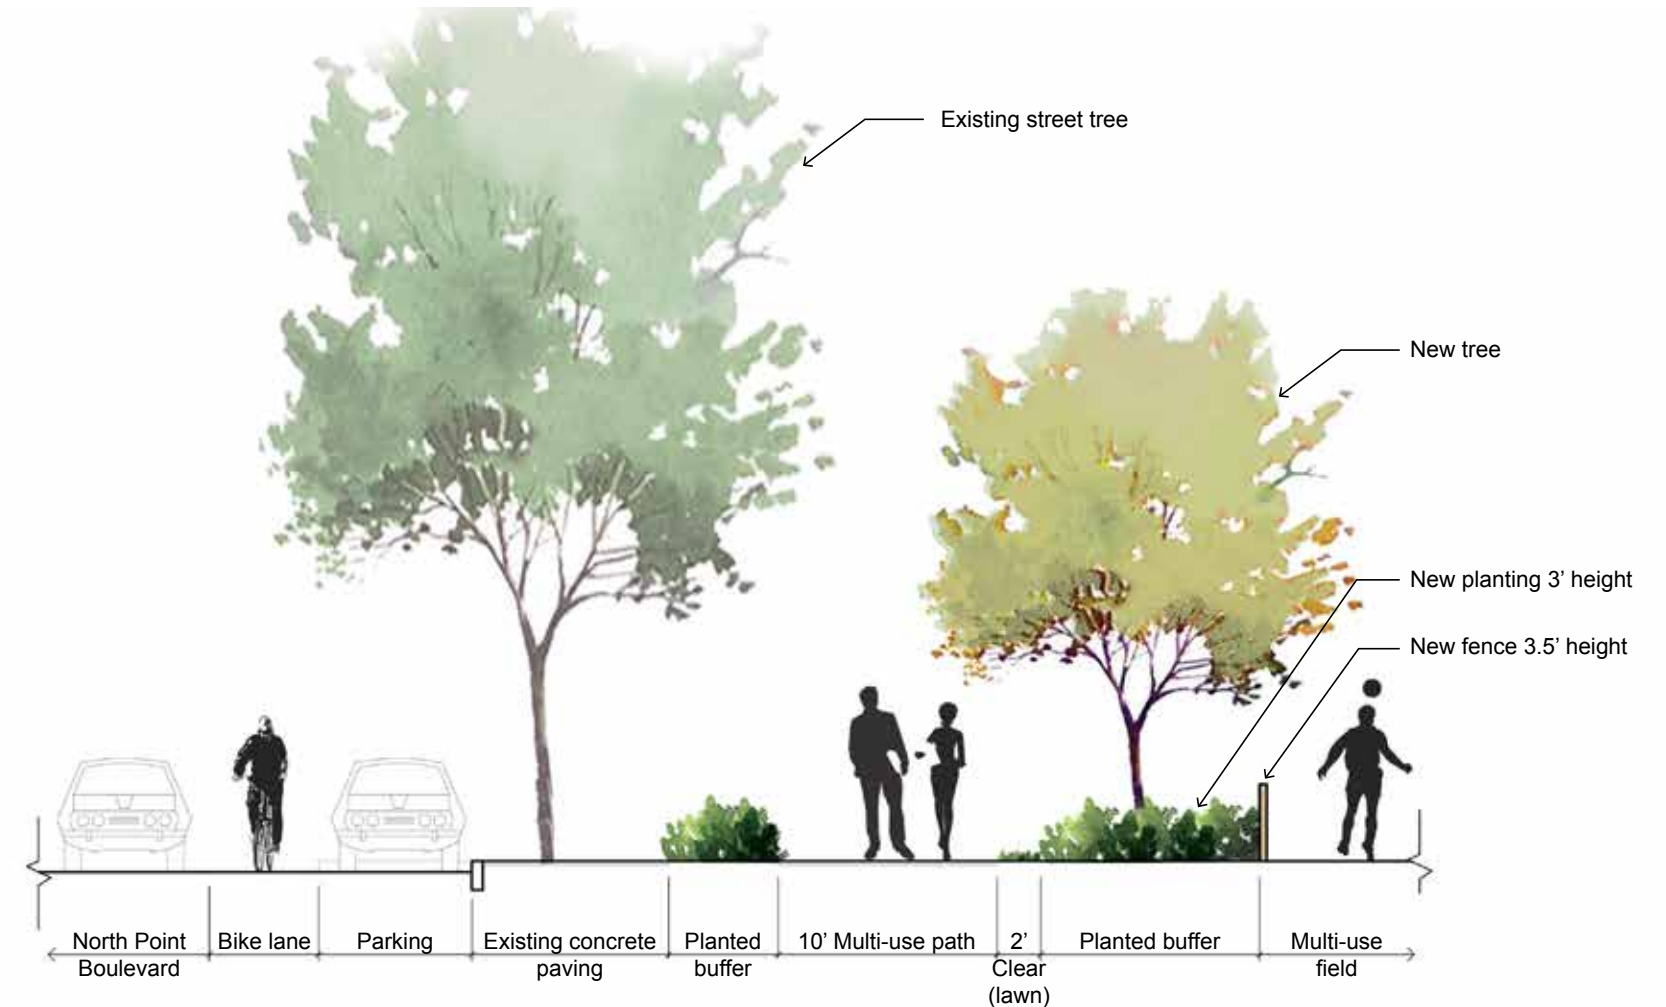 Existing street tree
New tree
New planting 3’ height
New fence 3.5’ height
North Point
Boulevard
Bike lane
Parking
Existing concrete
paving
Planted
buffer
10’ Multi-use path
2’
Clear
(lawn)
Planted buffer
Multi-use
field